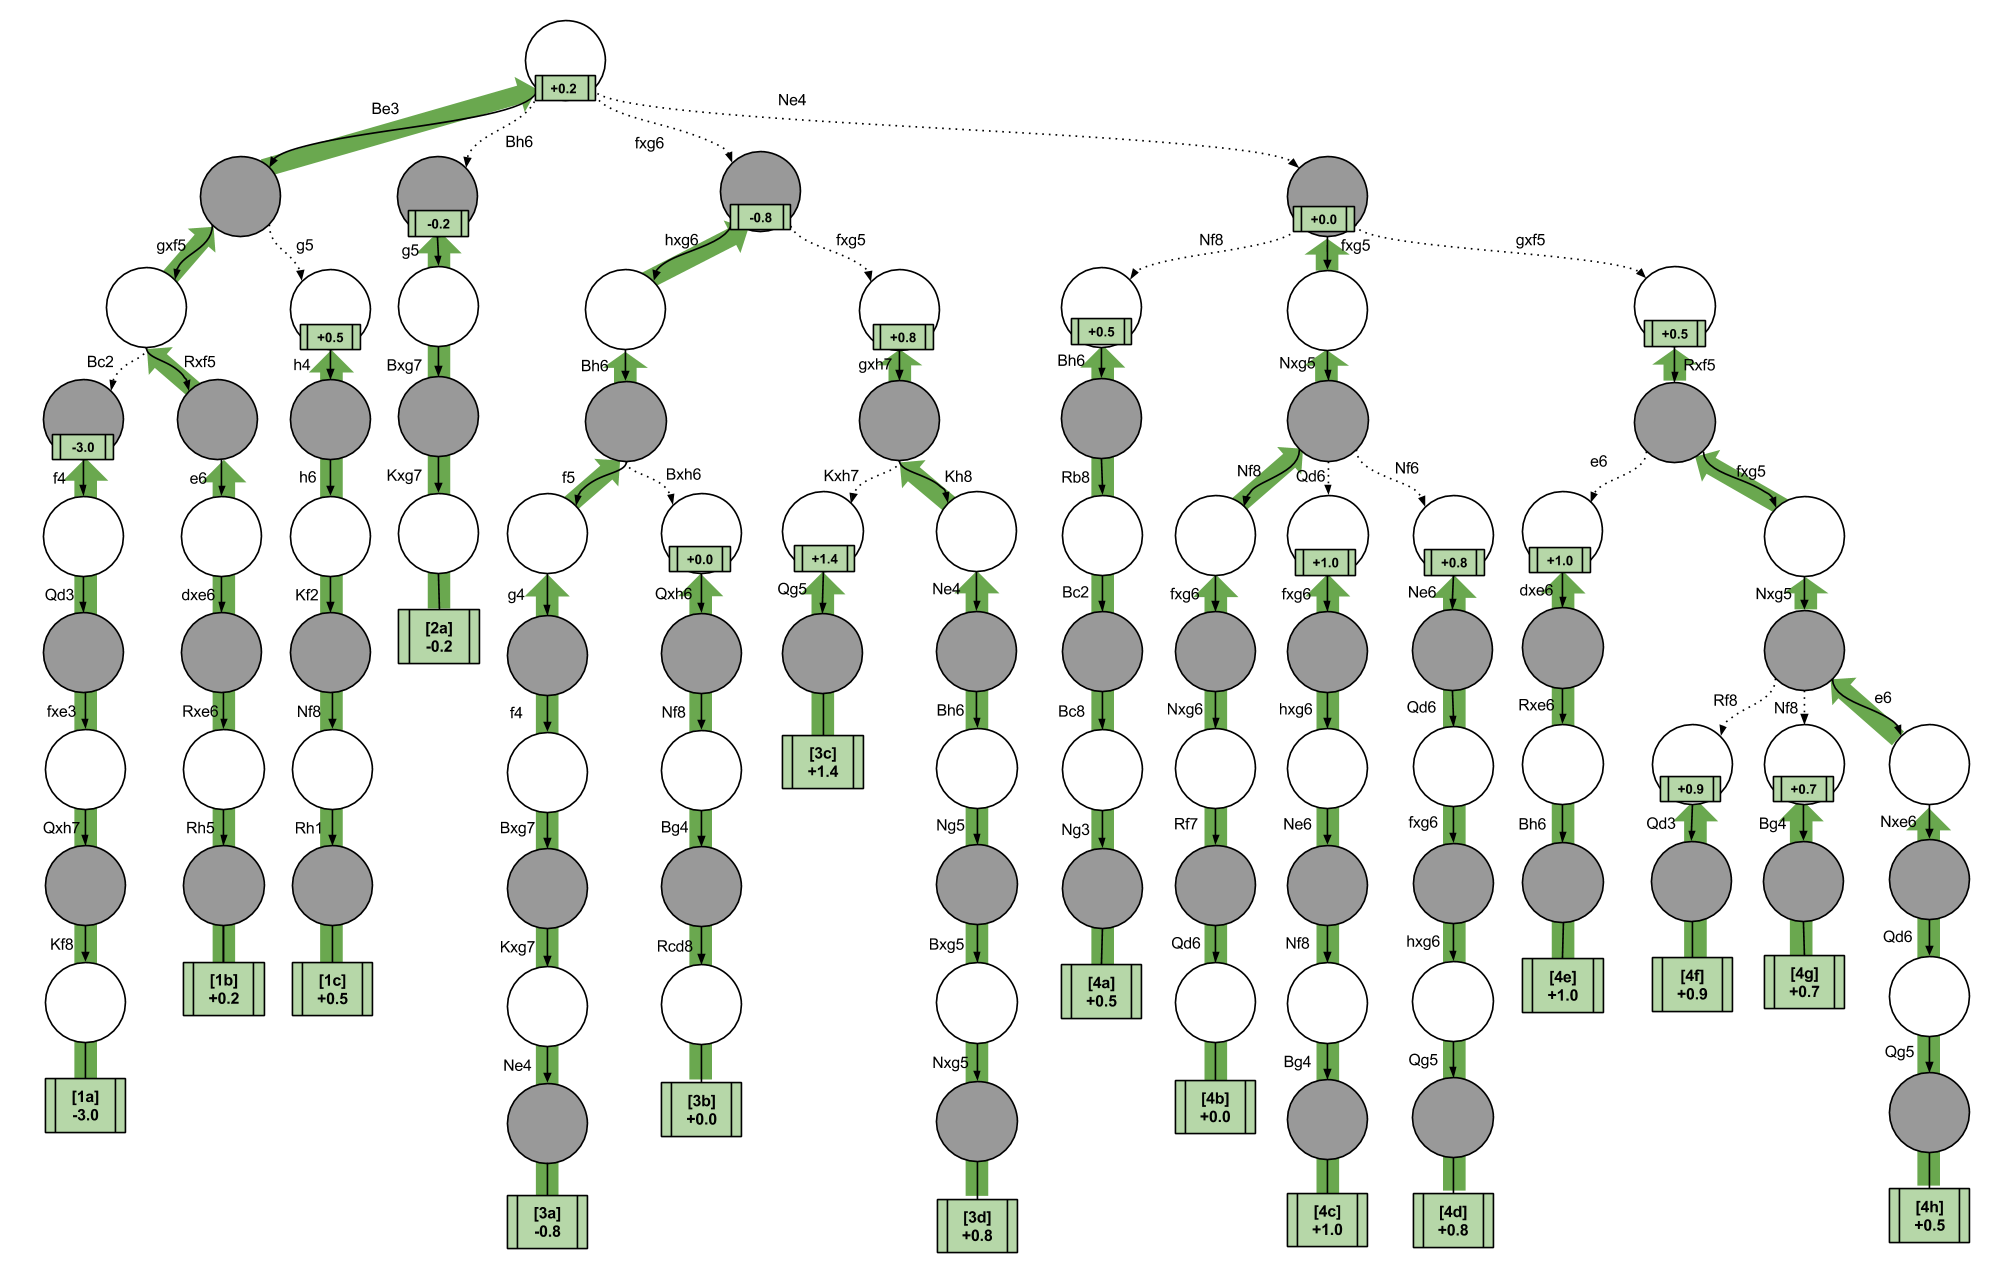 +0.2
Be3
Bh6
fxg6
Ne4
-0.2
-0.8
+0.0
gxf5
g5
g5
hxg6
fxg5
Nf8
fxg5
gxf5
+0.5
+0.8
+0.5
+0.5
Bc2
Rxf5
h4
Bxg7
Bh6
gxh7
Bh6
Nxg5
Rxf5
-3.0
f4
e6
h6
Kxg7
f5
Bxh6
Kxh7
Kh8
Rb8
Nf8
Qd6
Nf6
e6
fxg5
+0.0
+1.4
+1.0
+0.8
+1.0
Qd3
dxe6
Kf2
g4
Qxh6
Qg5
Ne4
Bc2
fxg6
fxg6
Ne6
dxe6
Nxg5
[2a]
-0.2
fxe3
Rxe6
Nf8
f4
Nf8
Bh6
Bc8
Nxg6
hxg6
Qd6
Rxe6
Rf8
Nf8
e6
[3c]
+1.4
+0.9
+0.7
Qxh7
Rh5
Rh1
Bxg7
Bg4
Ng5
Ng3
Rf7
Ne6
fxg6
Bh6
Qd3
Bg4
Nxe6
Kf8
Kxg7
Rcd8
Bxg5
Qd6
Nf8
hxg6
Qd6
[1b]
+0.2
[1c]
+0.5
[4a]
+0.5
[4e]
+1.0
[4f]
+0.9
[4g]
+0.7
Ne4
Nxg5
Bg4
Qg5
Qg5
[1a]
-3.0
[3b]
+0.0
[4b]
+0.0
[3a]
-0.8
[3d]
+0.8
[4c]
+1.0
[4d]
+0.8
[4h]
+0.5